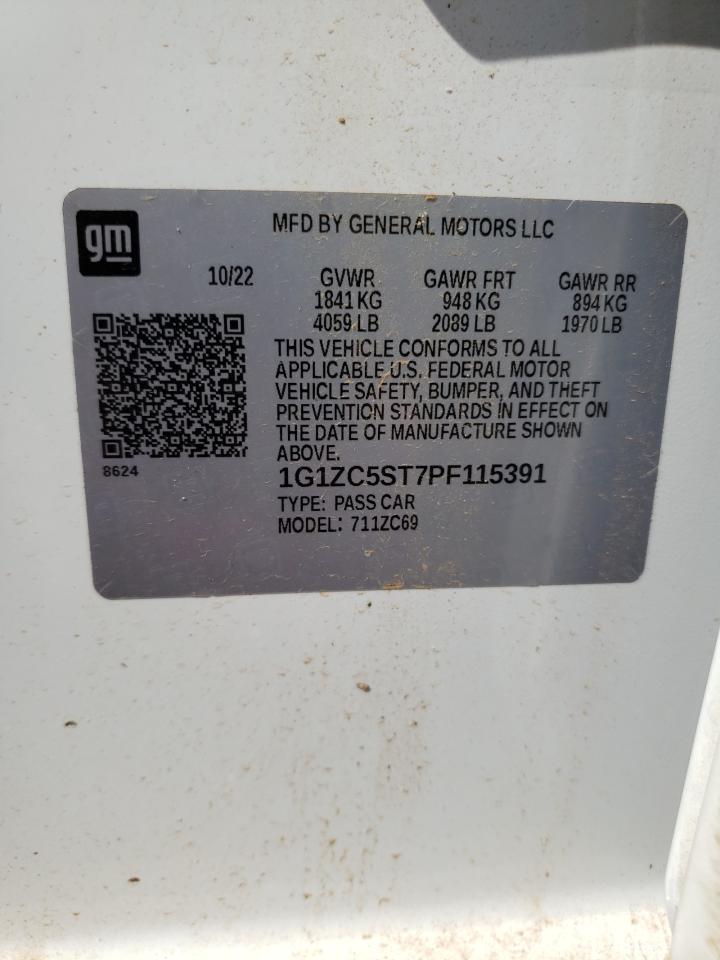 gm
MFD BY GENERAL MOTORS LLC
10/22 GVWR GAWR FRT GAWR RR
1841 KG 948 KG 894 KG
4059 LB 2089 LB 1970 LB
THIS VEHICLE CONFORMS TO ALL
APPLICABLE U.S. FEDERAL MOTOR
VEHICLE SAFETY, BUMPER, AND THEFT
PREVENTION STANDARDS IN EFFECT ON
THE DATE OF MANUFACTURE SHOWN
ABOVE.
8624
1G1ZC5ST7PF115391
TYPE: PASS CAR
MODEL: 711ZC69